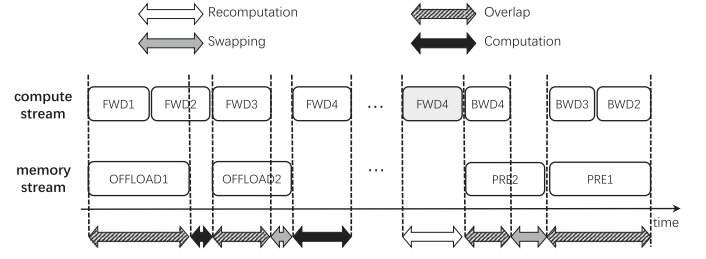 Recomputation Overlap
Swapping Computation
compute stream FWD1 FWD2 FWD3 FWD4 ... FWD4 BWD4 BWD3 BWD2
memory stream OFFLOAD1 OFFLOAD2 ... PRE2 PRE1
time